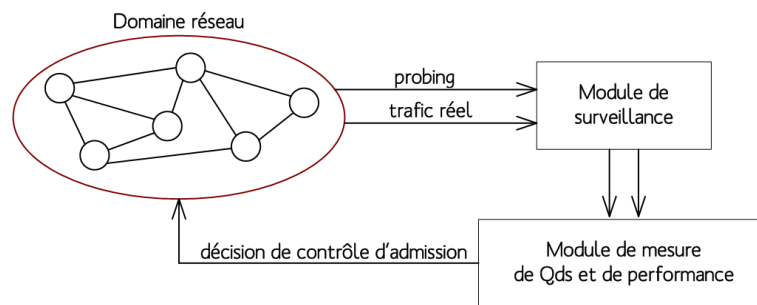 Domaine réseau
probing
trafic réel
Module de
surveillance
décision de contrôle d'admission
Module de mesure
de Qds et de performance